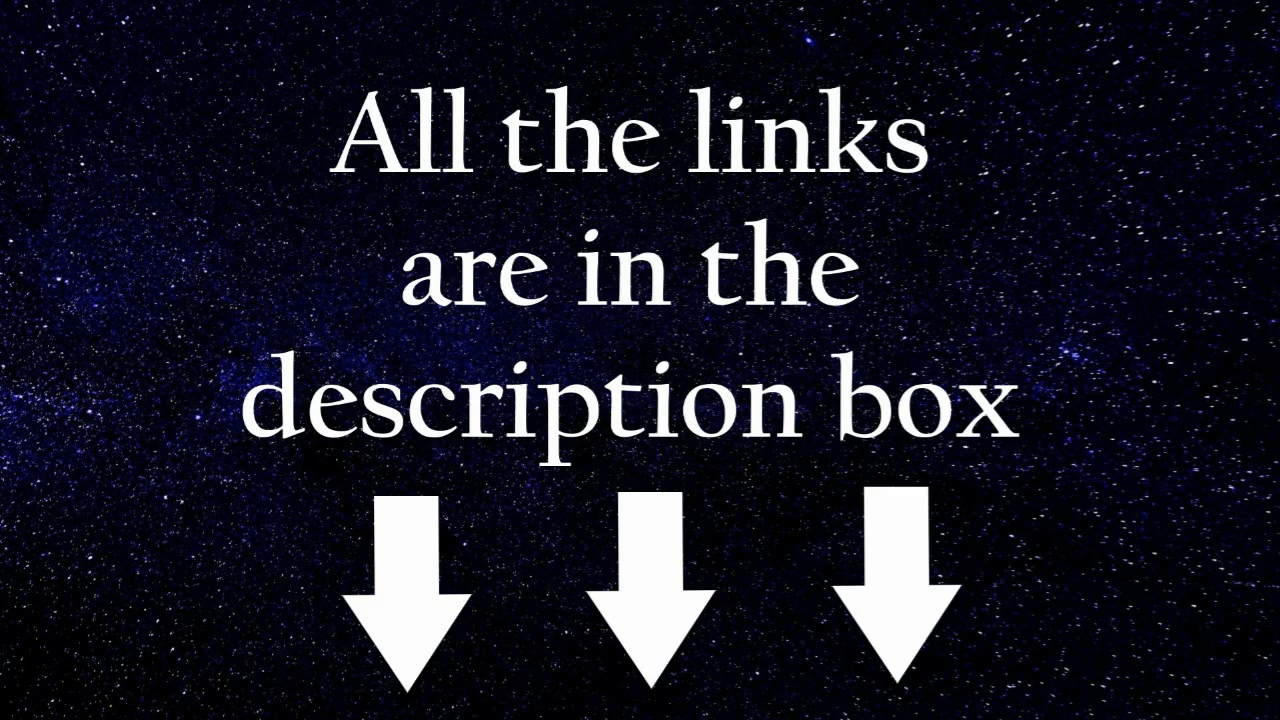 All the links
are in the
description box